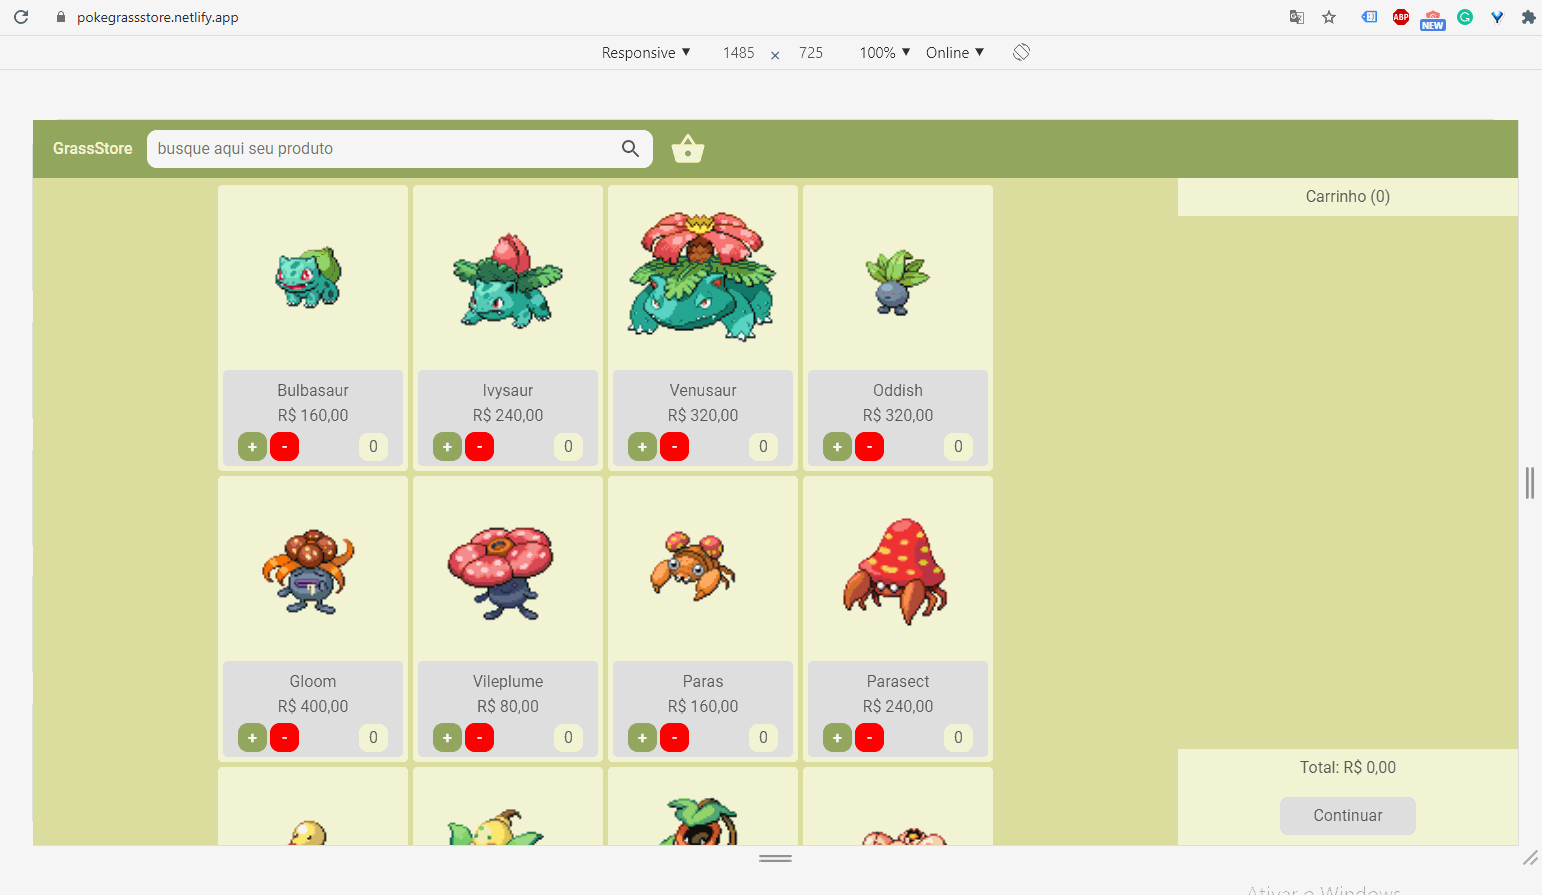 pokegrassstore.netlify.app
ABP
NEW
G
Responsive 1485 x 725 100% Online
GrassStore busque aqui seu produto
Carrinho (0)
Bulbasaur Ivysaur Venusaur Oddish
R$ 160,00 R$ 240,00 R$ 320,00 R$ 320,00
+ - 0 + - 0 + - 0 + - 0
Gloom Vileplume Paras Parasect
R$ 400,00 R$ 80,00 R$ 160,00 R$ 240,00
+ - 0 + - 0 + - 0 + - 0
Total: R$ 0,00
Continuar
Ativar o Windows